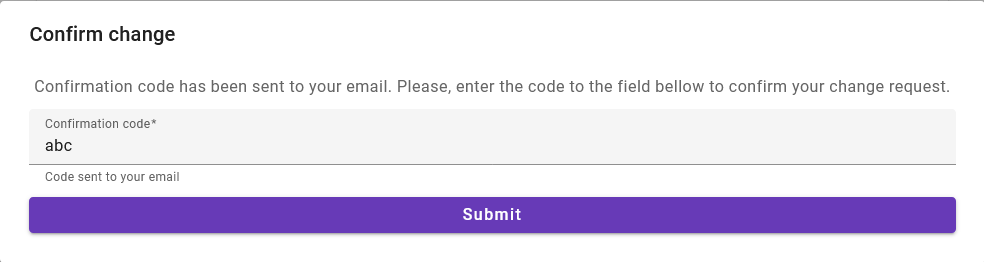 Confirm change
Confirmation code has been sent to your email. Please, enter the code to the field bellow to confirm your change request.
Confirmation code*
abc
Code sent to your email
Submit